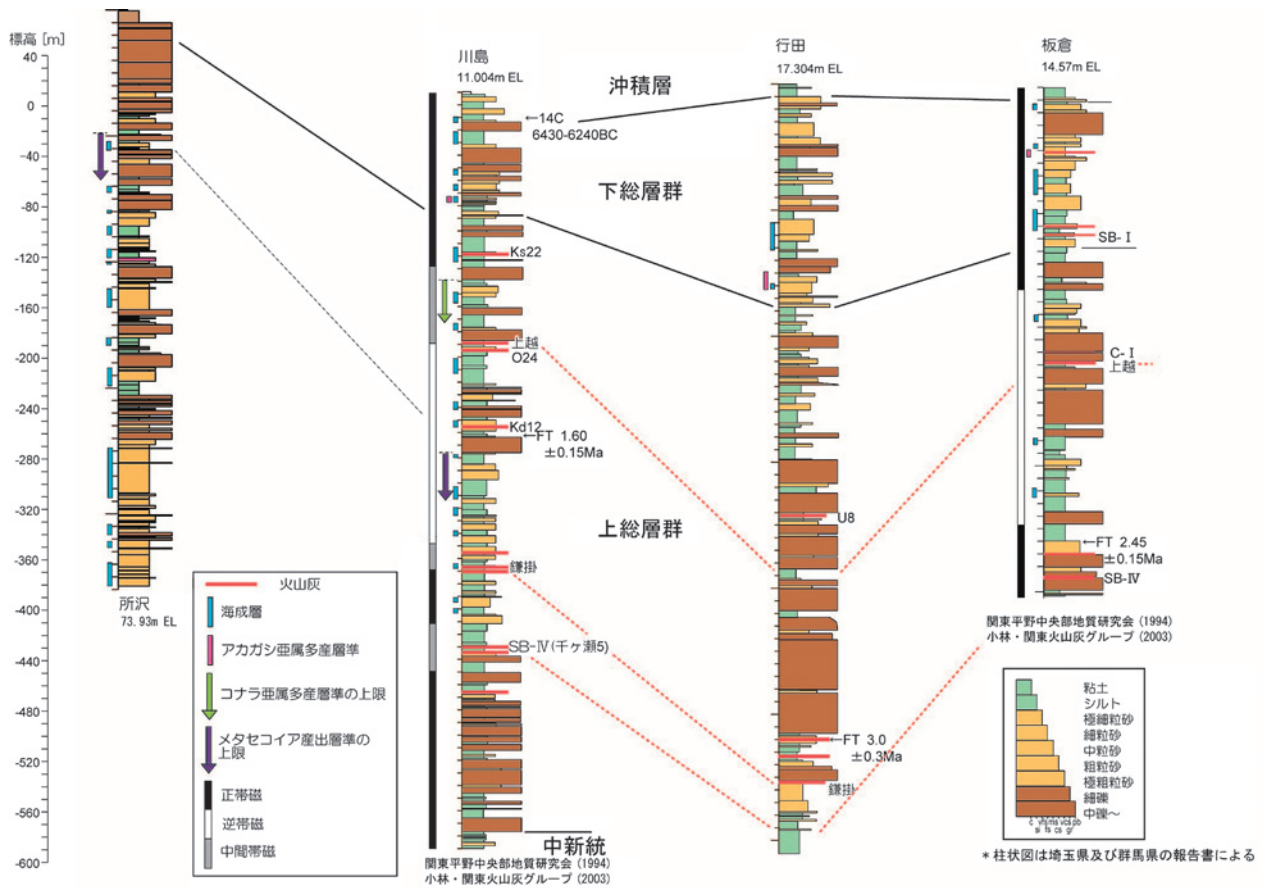 標高 [m]
40
0
-40
-80
-120
-160
-200
-240
-280
-320
-360
-400
-440
-480
-520
-560
-600
所沢
73.93m EL
川島
11.004m EL
←14C
6430-6240BC
Ks22
上越
O24
Kd12
←FT 1.60
±0.15Ma
鎌掛
SB-Ⅳ(千ヶ瀬5)
中新統
関東平野中央部地質研究会 (1994)
小林・関東火山灰グループ (2003)
沖積層
下総層群
上総層群
行田
17.304m EL
U8
←FT 3.0
±0.3Ma
鎌掛
板倉
14.57m EL
SB-Ⅰ
C-Ⅰ
上越
←FT 2.45
±0.15Ma
SB-Ⅳ
関東平野中央部地質研究会 (1994)
小林・関東火山灰グループ (2003)
火山灰
海成層
アカガシ亜属多産層準
コナラ亜属多産層準の上限
メタセコイア産出層準の
上限
正帯磁
逆帯磁
中間帯磁
粘土
シルト
極細粒砂
細粒砂
中粒砂
粗粒砂
極粗粒砂
細礫
中礫~
c vfs ms vcs pb
si fs cs gr
*柱状図は埼玉県及び群馬県の報告書による